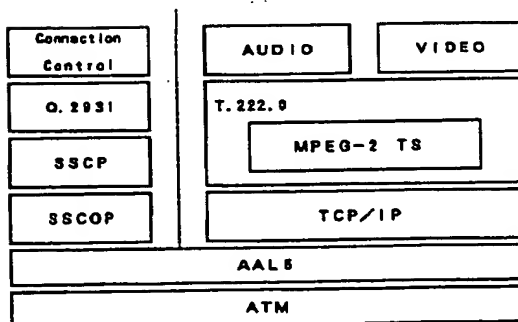 Connection
Control
Q.2931
SSCP
SSCOP
AUDIO
VIDEO
T.222.0
MPEG-2 TS
TCP/IP
AAL5
ATM